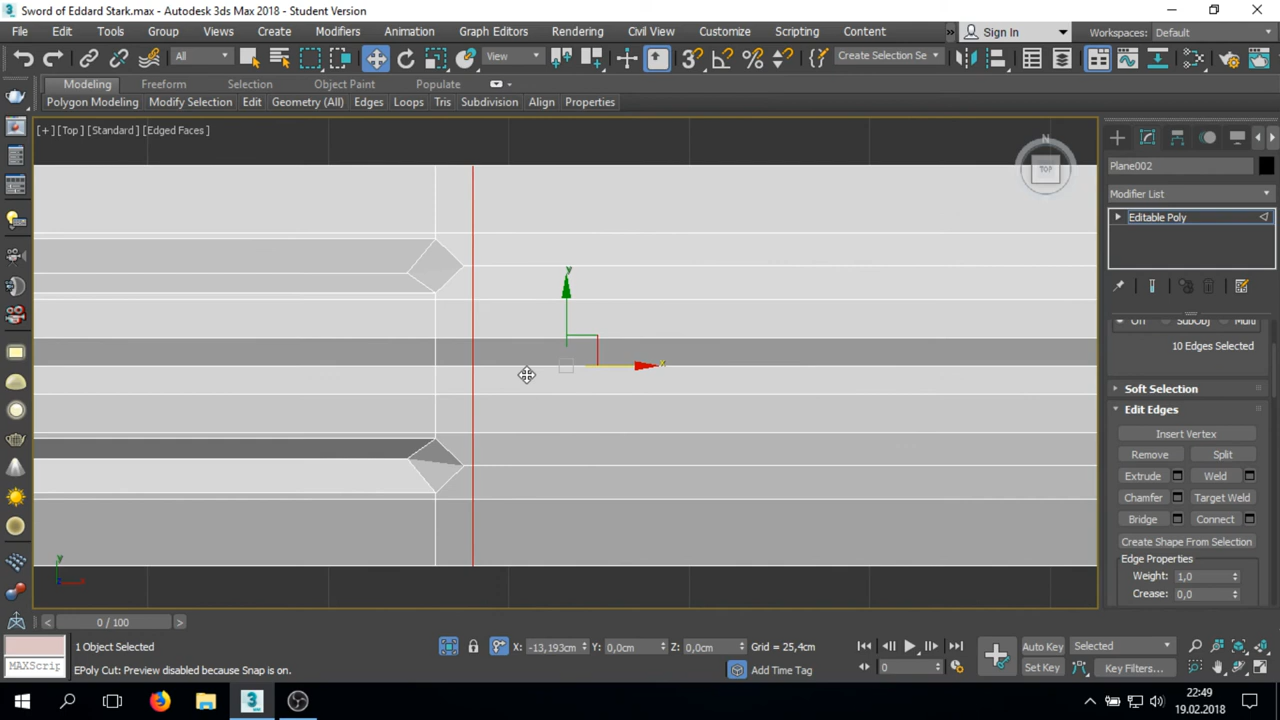 Sword of Eddard Stark.max - Autodesk 3ds Max 2018 - Student Version
File Edit Tools Group Views Create Modifiers Animation Graph Editors Rendering Civil View Customize Scripting Content » Sign In Workspaces: Default
All View Create Selection Se
Modeling Freeform Selection Object Paint Populate
Polygon Modeling Modify Selection Edit Geometry (All) Edges Loops Tris Subdivision Align Properties
[ + ] [Top ] [Standard ] [Edged Faces ]
N
TOP
Plane002
Modifier List
Editable Poly
Off SubObj Multi
10 Edges Selected
Soft Selection
Edit Edges
Insert Vertex
Remove Split
Extrude Weld
Chamfer Target Weld
Bridge Connect
Create Shape From Selection
Edge Properties
Weight: 1,0
Crease: 0,0
y
x
y
< 0 / 100 >
1 Object Selected X: -13,193cm Y: 0,0cm Z: 0,0cm Grid = 25,4cm Auto Key Selected
MAXScrip EPoly Cut: Preview disabled because Snap is on. Add Time Tag 0 Set Key Key Filters...
22:49
19.02.2018